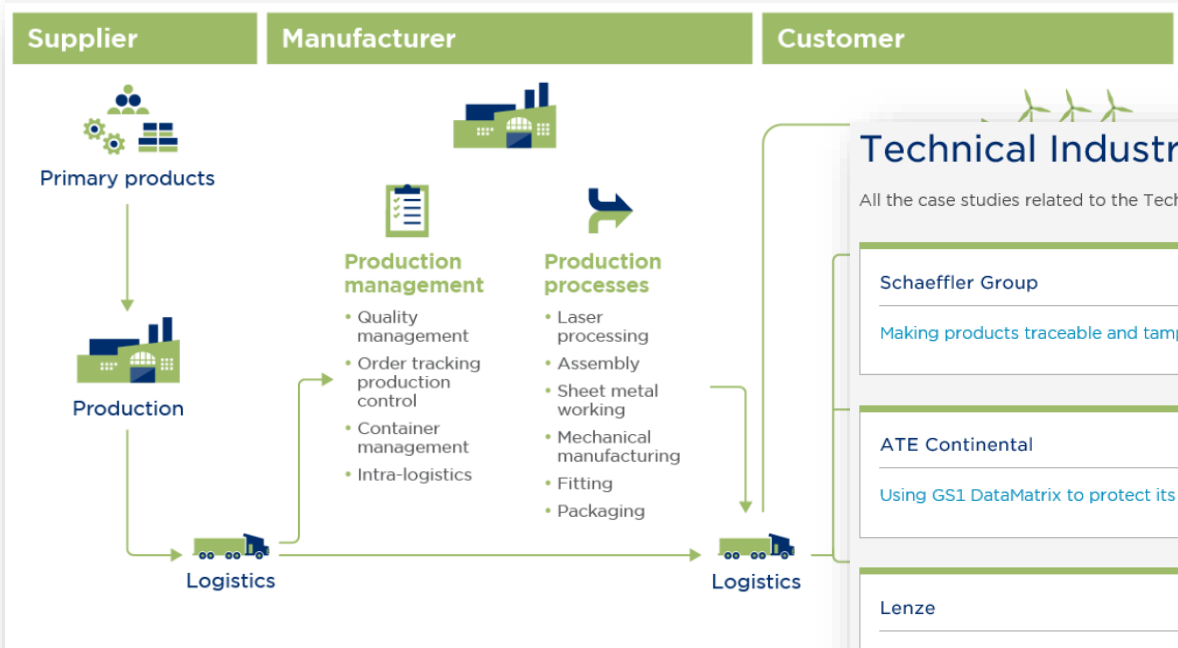 Supplier
Manufacturer
Customer
Primary products
Production
Logistics
Production
management
• Quality
management
• Order tracking
production
control
• Container
management
• Intra-logistics
Production
processes
• Laser
processing
• Assembly
• Sheet metal
working
• Mechanical
manufacturing
• Fitting
• Packaging
Logistics
Technical Industr
All the case studies related to the Tech
Schaeffler Group
Making products traceable and tamp
ATE Continental
Using GS1 DataMatrix to protect its
Lenze